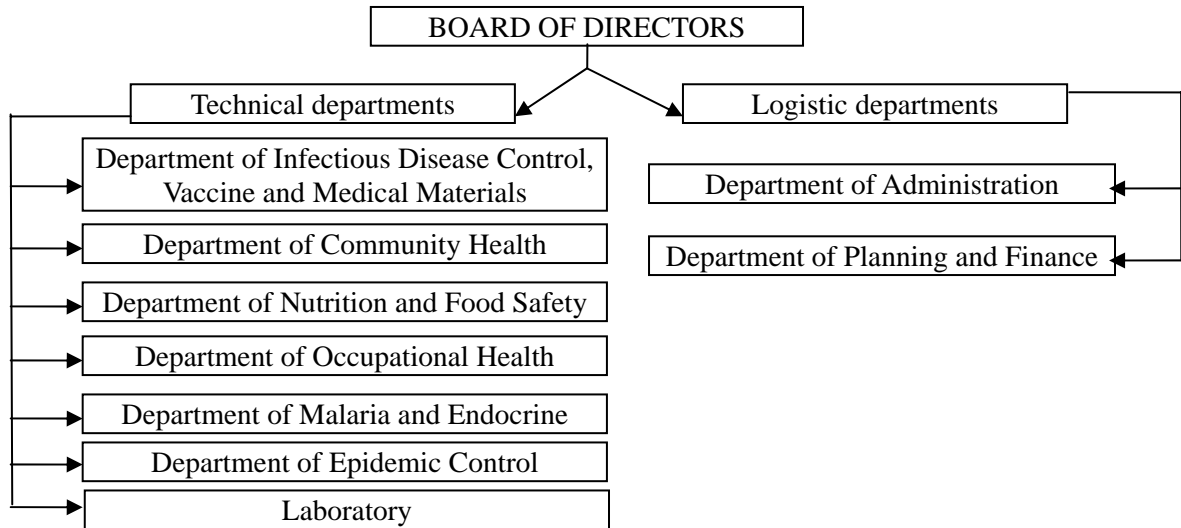 BOARD OF DIRECTORS
Technical departments
Logistic departments
Department of Infectious Disease Control,
Vaccine and Medical Materials
Department of Administration
Department of Community Health
Department of Planning and Finance
Department of Nutrition and Food Safety
Department of Occupational Health
Department of Malaria and Endocrine
Department of Epidemic Control
Laboratory